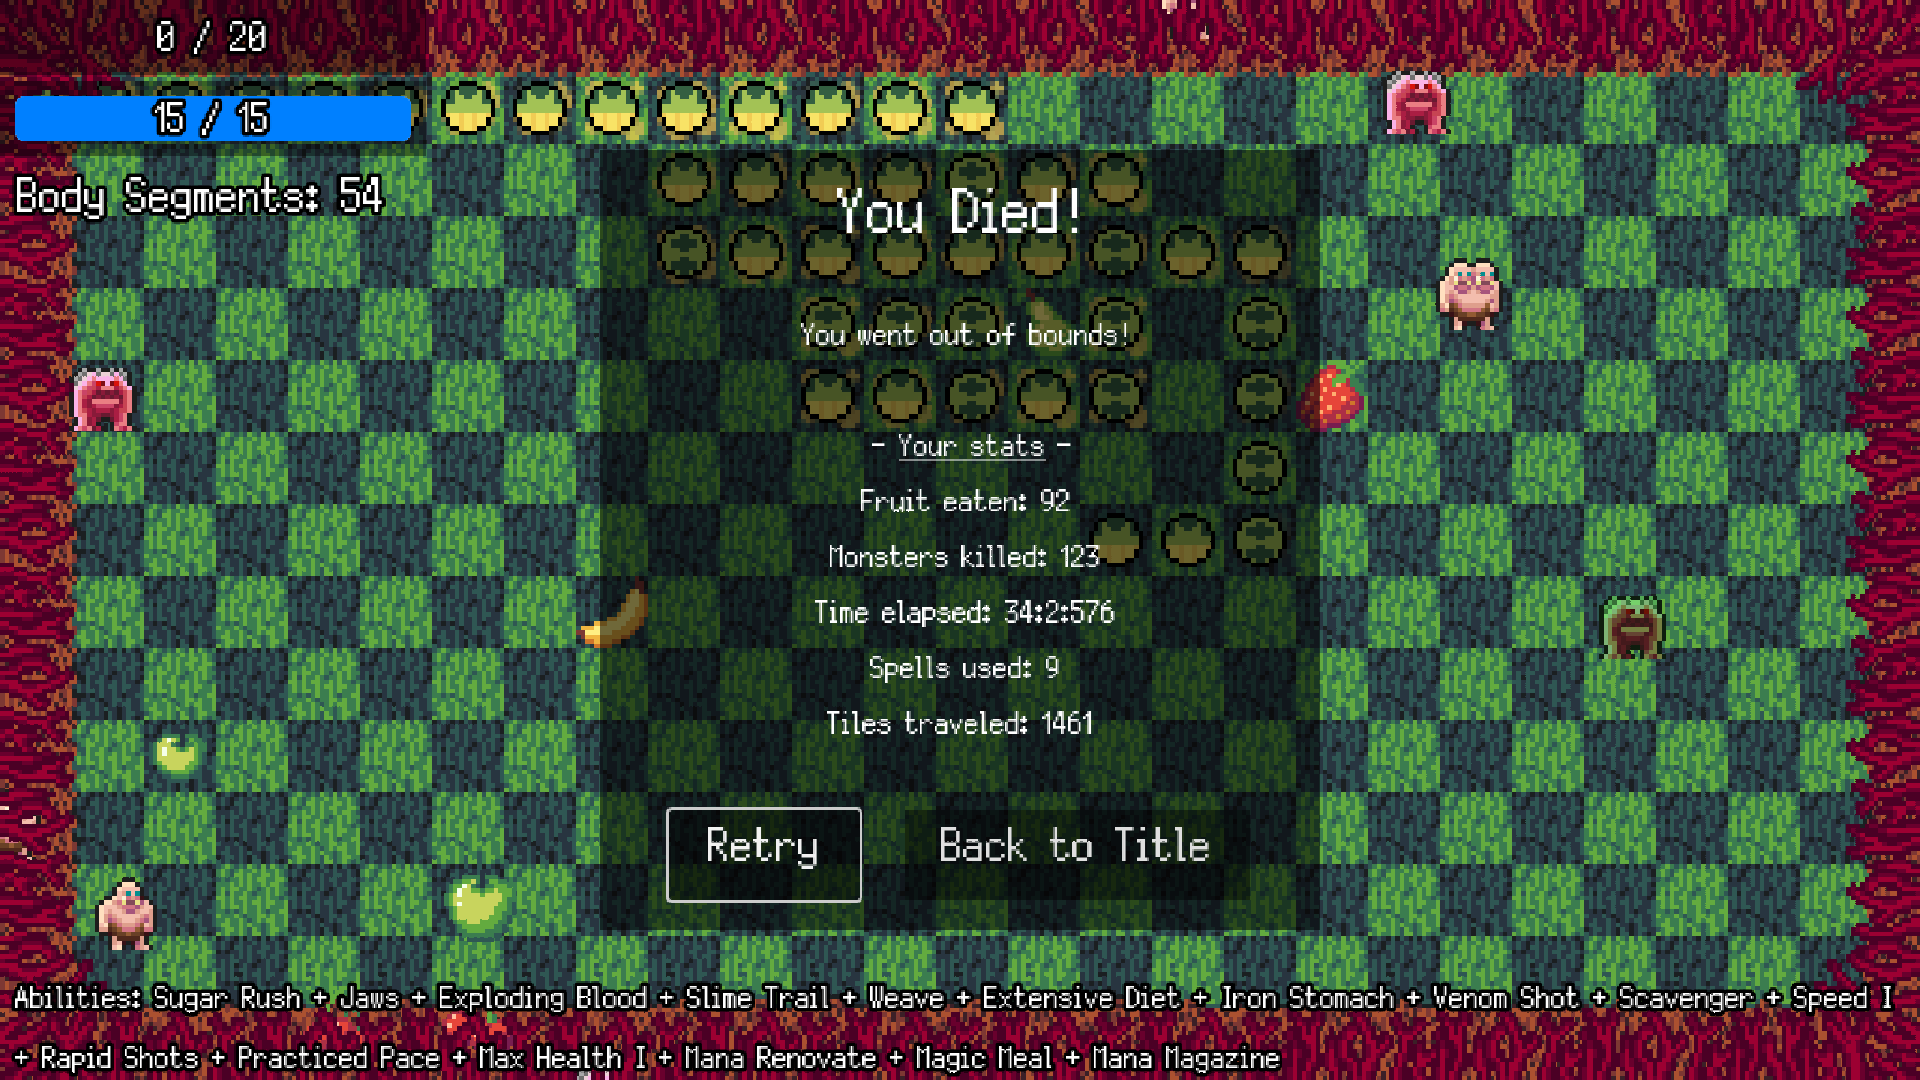 0 / 20
15 / 15
Body Segments: 54
You Died!
You went out of bounds!
- Your stats -
Fruit eaten: 92
Monsters killed: 123
Time elapsed: 34:2:576
Spells used: 9
Tiles traveled: 1461
Retry
Back to Title
Abilities: Sugar Rush + Jaws + Exploding Blood + Slime Trail + Weave + Extensive Diet + Iron Stomach + Venom Shot + Scavenger + Speed I
+ Rapid Shots + Practiced Pace + Max Health I + Mana Renovate + Magic Meal + Mana Magazine